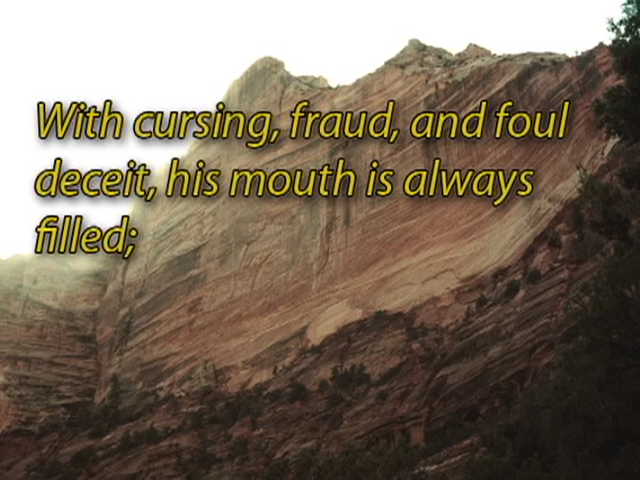 With cursing, fraud, and foul
deceit, his mouth is always
filled;